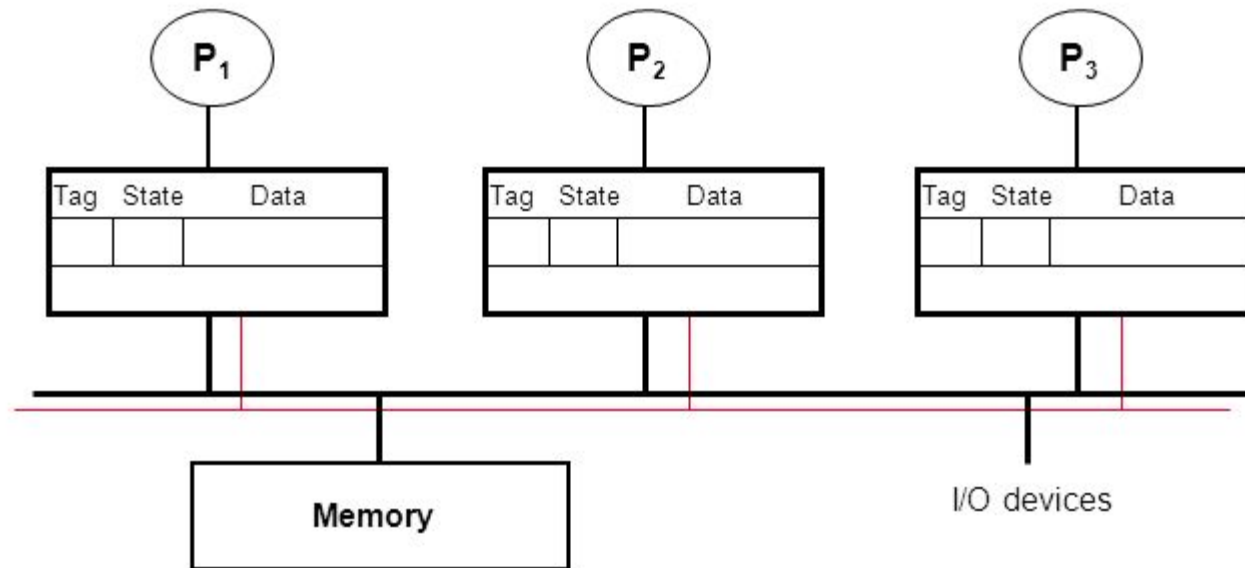 P₁ P₂ P₃
Tag State Data Tag State Data Tag State Data
Memory
I/O devices